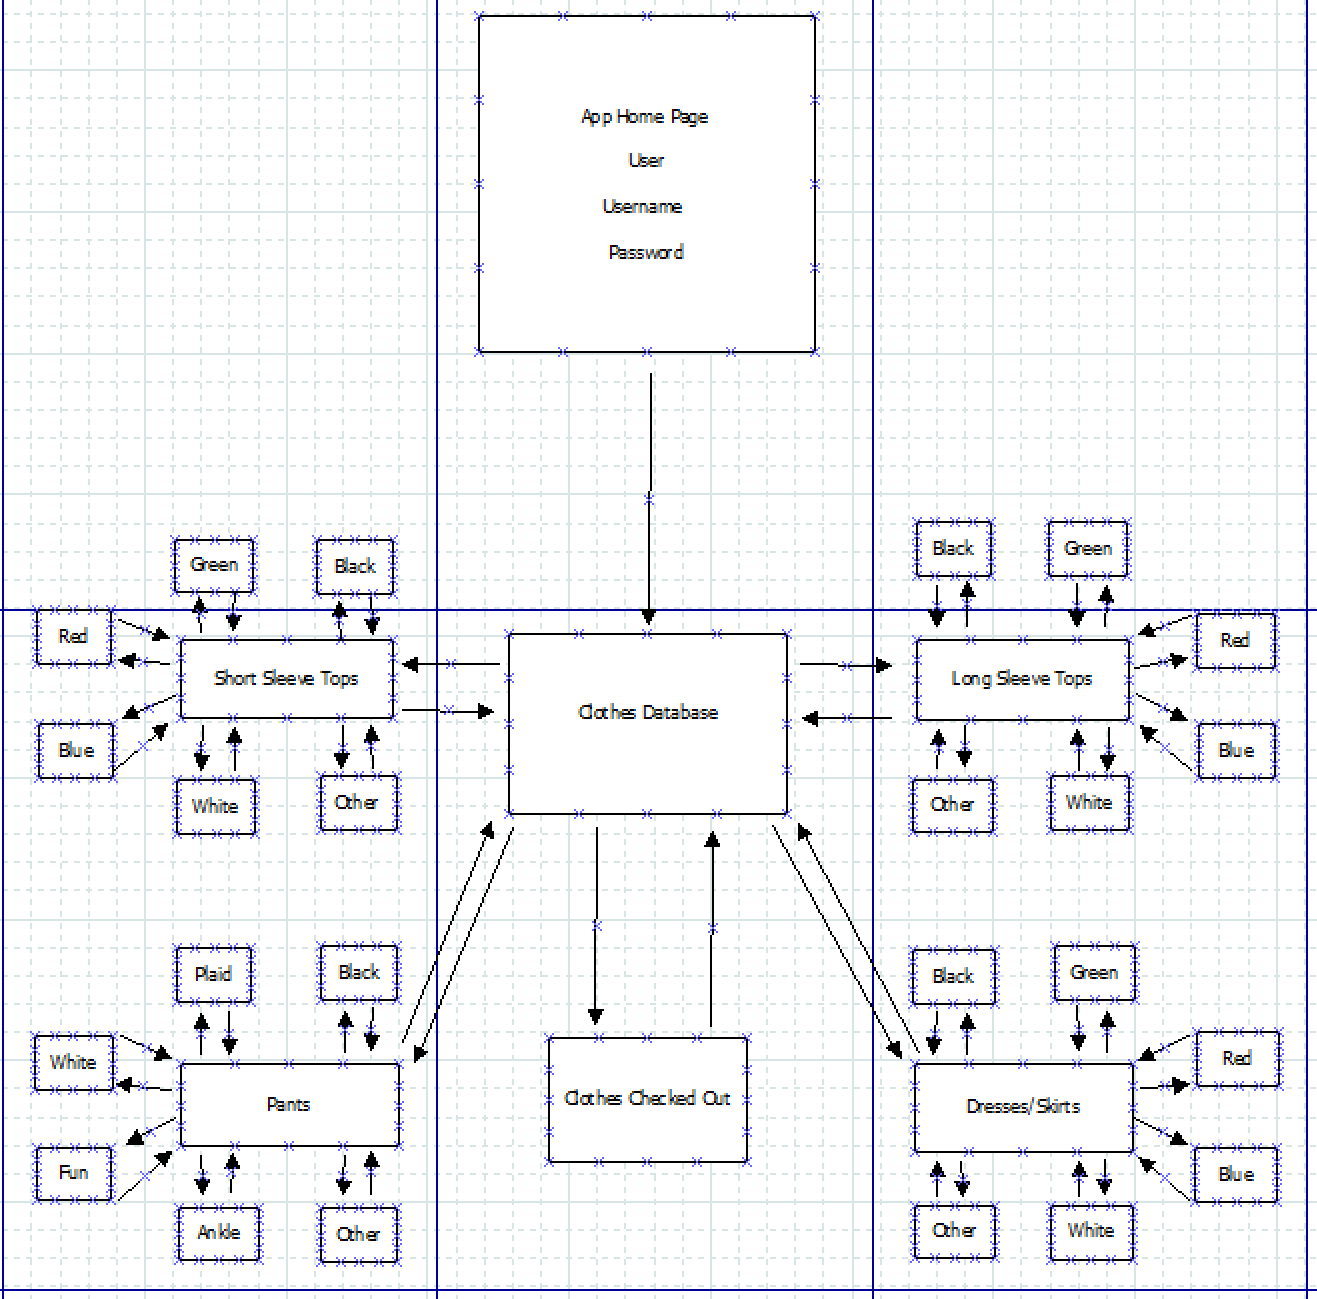 App Home Page
User
Username
Password
Black
Green
Green
Black
Red
Red
Short Sleeve Tops
Long Sleeve Tops
Clothes Database
Blue
Blue
White
Other
Other
White
Plaid
Black
Black
Green
White
Red
Pants
Clothes Checked Out
Dresses/Skirts
Fun
Blue
Ankle
Other
Other
White